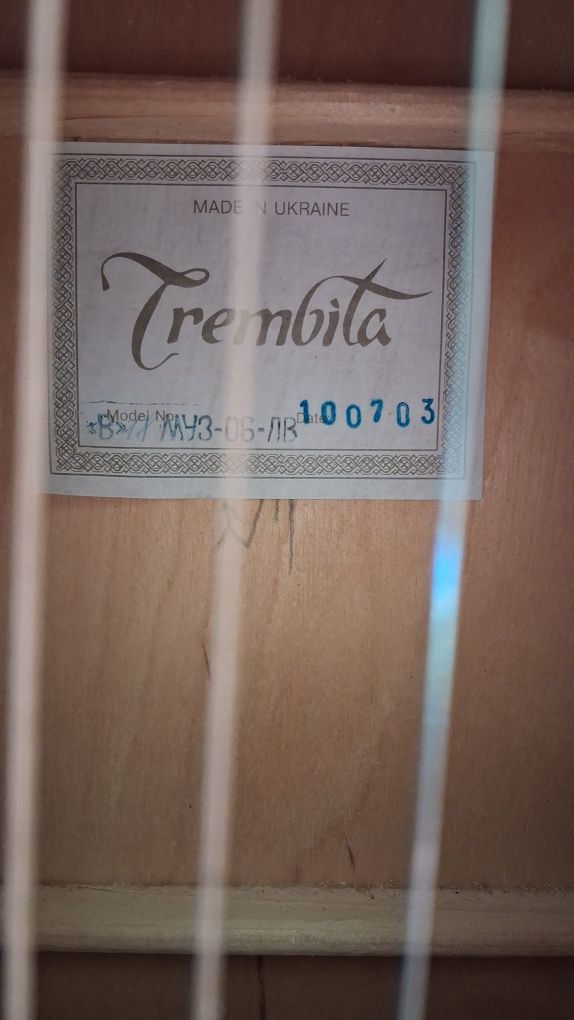 MADE IN UKRAINE
Trembita
Model No. Date 100703
«В» МУЗ-06-ЛВ